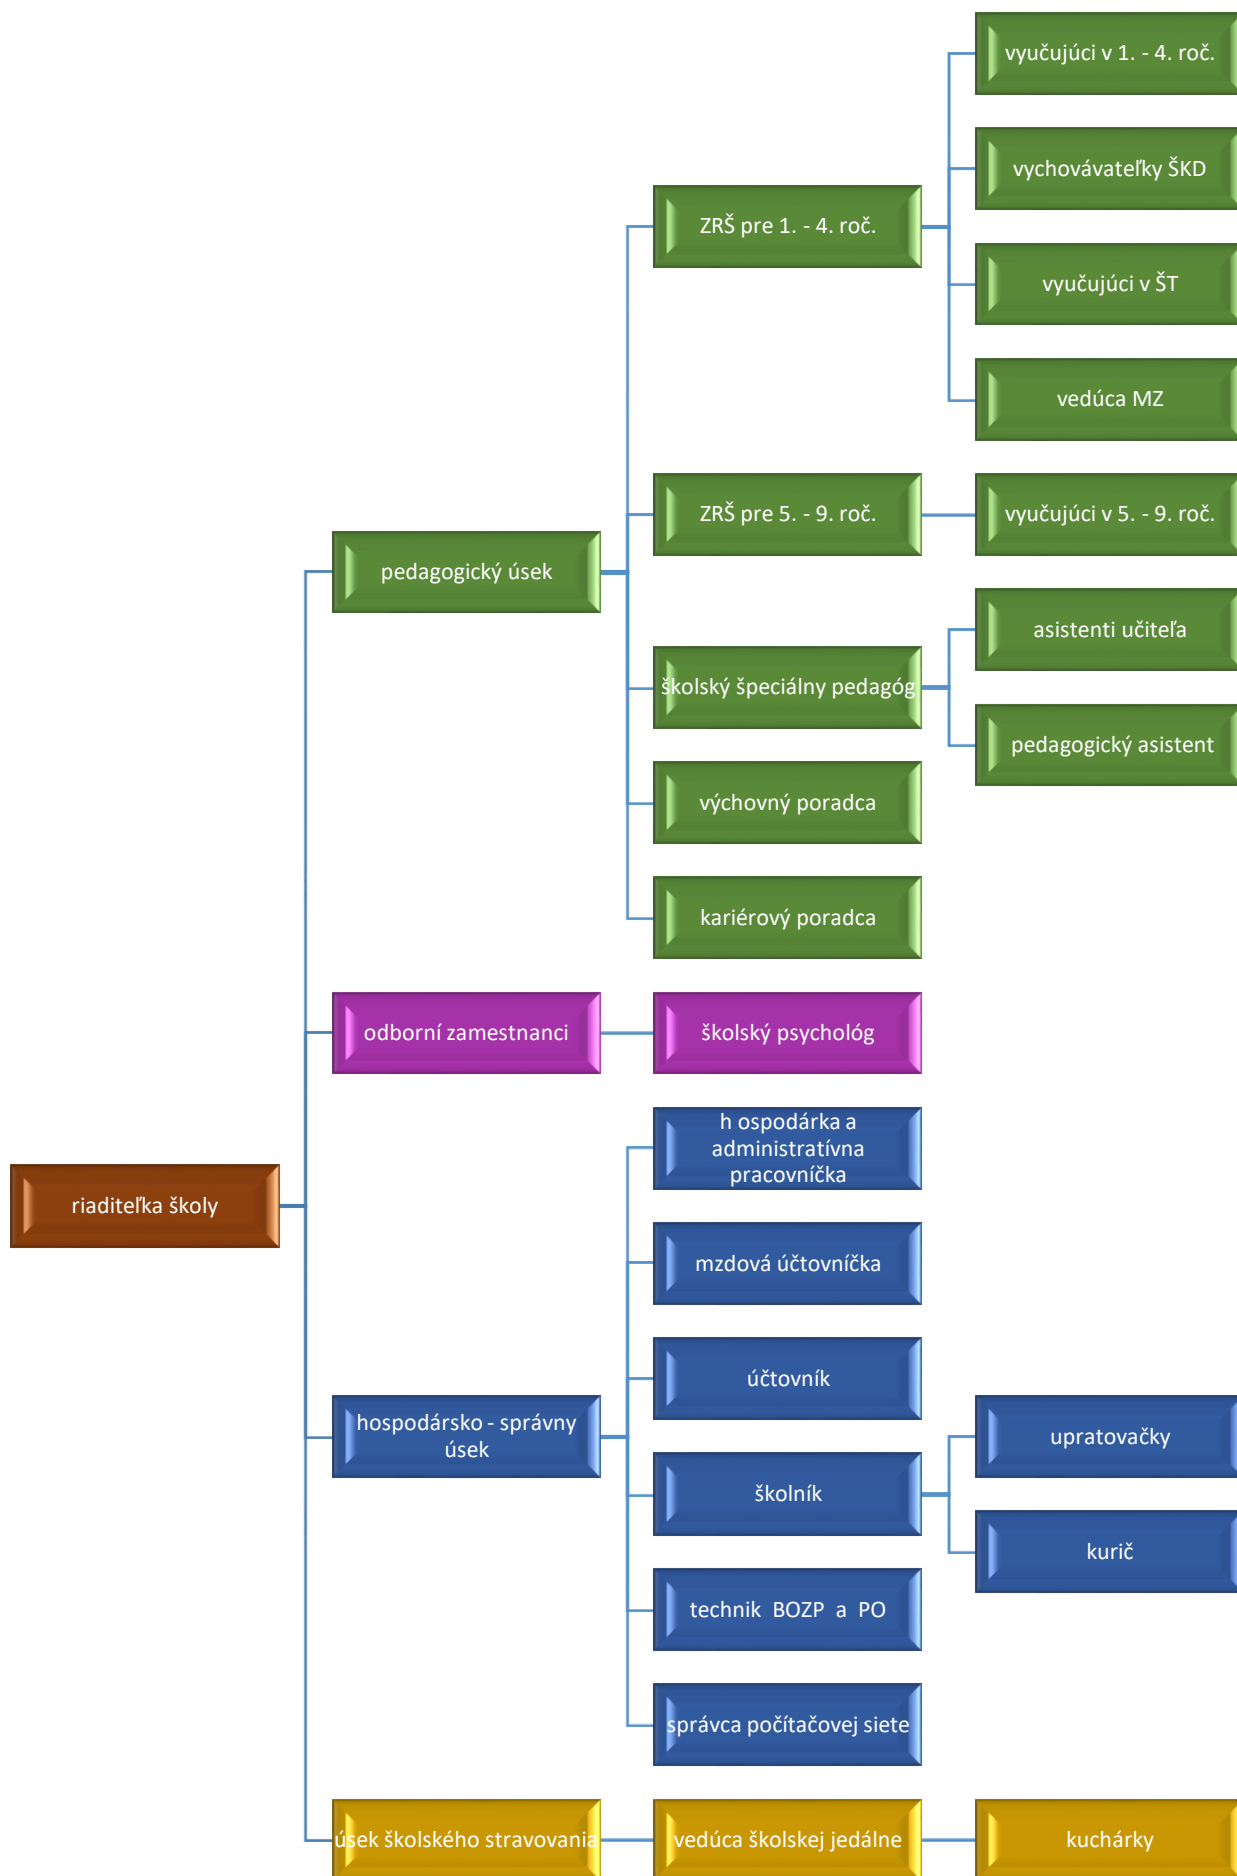 riaditeľka školy
pedagogický úsek
ZRŠ pre 1. - 4. roč.
vyučujúci v 1. - 4. roč.
vychovávateľky ŠKD
vyučujúci v ŠT
vedúca MZ
ZRŠ pre 5. - 9. roč.
vyučujúci v 5. - 9. roč.
školský špeciálny pedagóg
asistenti učiteľa
pedagogický asistent
výchovný poradca
kariérový poradca
odborní zamestnanci
školský psychológ
hospodársko - správny
úsek
h ospodárka a
administratívna
pracovníčka
mzdová účtovníčka
účtovník
školník
upratovačky
kurič
technik BOZP a PO
správca počítačovej siete
úsek školského stravovania
vedúca školskej jedálne
kuchárky